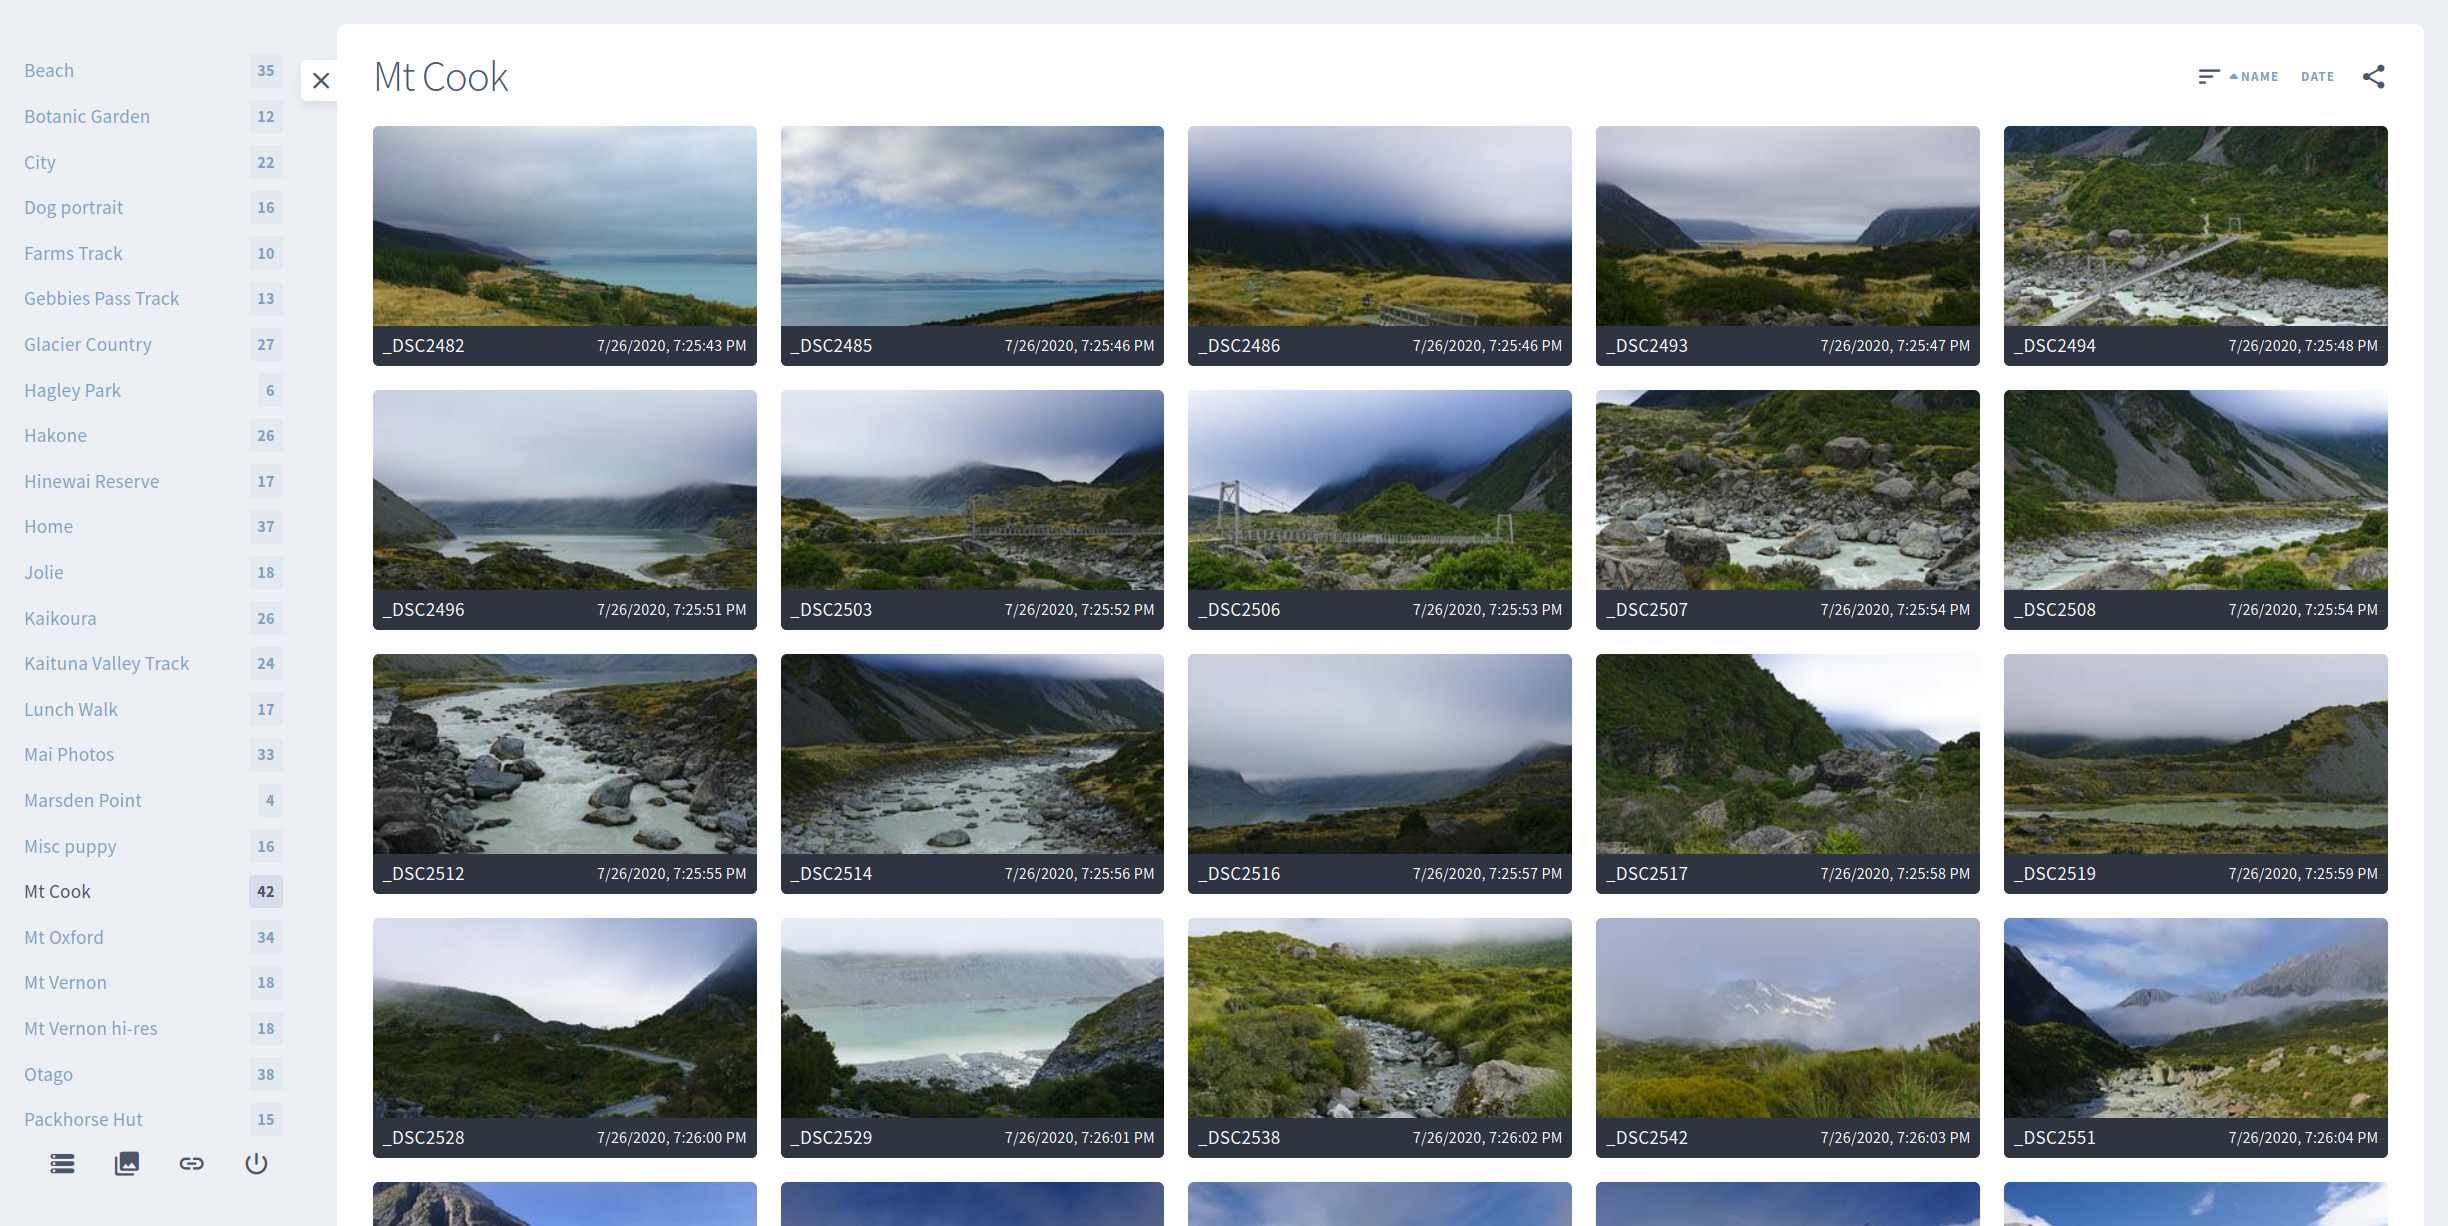 Beach 35
Botanic Garden 12
City 22
Dog portrait 16
Farms Track 10
Gebbies Pass Track 13
Glacier Country 27
Hagley Park 6
Hakone 26
Hinewai Reserve 17
Home 37
Jolie 18
Kaikoura 26
Kaituna Valley Track 24
Lunch Walk 17
Mai Photos 33
Marsden Point 4
Misc puppy 16
Mt Cook 42
Mt Oxford 34
Mt Vernon 18
Mt Vernon hi-res 18
Otago 38
Packhorse Hut 15
Mt Cook
NAME DATE
_DSC2482 7/26/2020, 7:25:43 PM
_DSC2485 7/26/2020, 7:25:46 PM
_DSC2486 7/26/2020, 7:25:46 PM
_DSC2493 7/26/2020, 7:25:47 PM
_DSC2494 7/26/2020, 7:25:48 PM
_DSC2496 7/26/2020, 7:25:51 PM
_DSC2503 7/26/2020, 7:25:52 PM
_DSC2506 7/26/2020, 7:25:53 PM
_DSC2507 7/26/2020, 7:25:54 PM
_DSC2508 7/26/2020, 7:25:54 PM
_DSC2512 7/26/2020, 7:25:55 PM
_DSC2514 7/26/2020, 7:25:56 PM
_DSC2516 7/26/2020, 7:25:57 PM
_DSC2517 7/26/2020, 7:25:58 PM
_DSC2519 7/26/2020, 7:25:59 PM
_DSC2528 7/26/2020, 7:26:00 PM
_DSC2529 7/26/2020, 7:26:01 PM
_DSC2538 7/26/2020, 7:26:02 PM
_DSC2542 7/26/2020, 7:26:03 PM
_DSC2551 7/26/2020, 7:26:04 PM